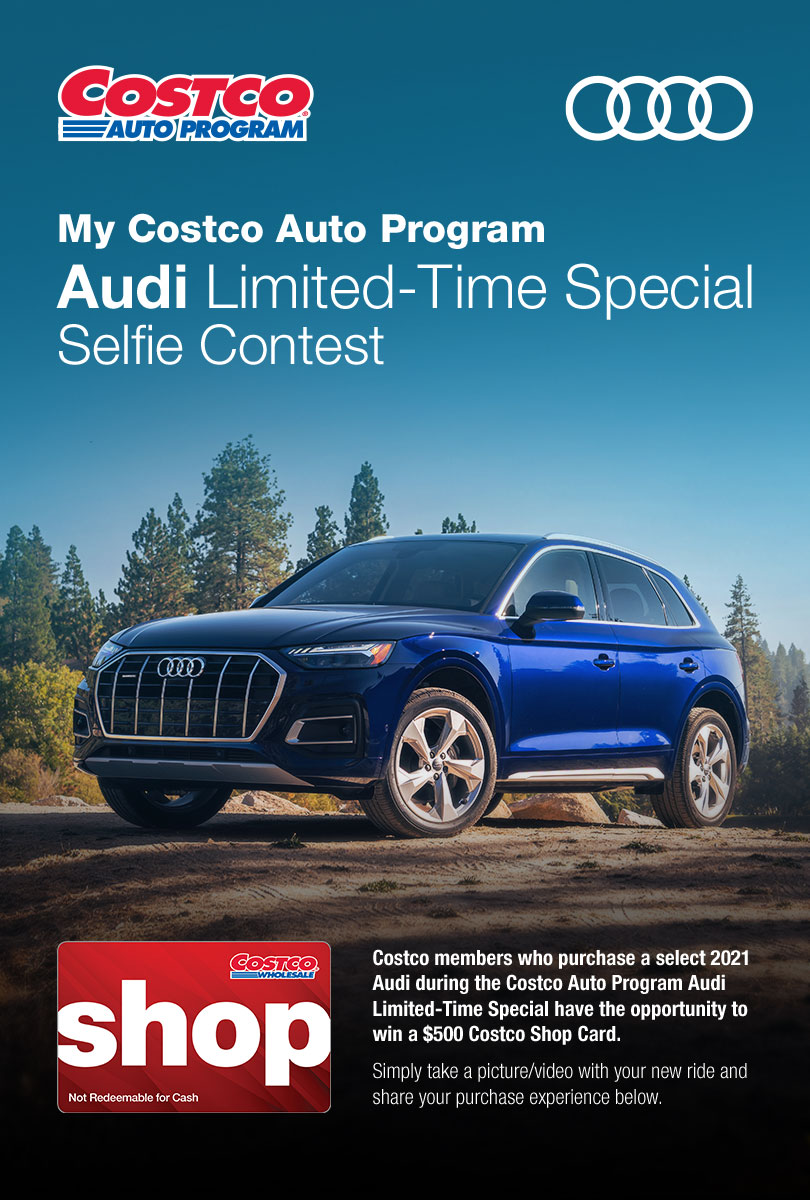 COSTCO
AUTO PROGRAM
My Costco Auto Program
Audi Limited-Time Special
Selfie Contest
COSTCO
WHOLESALE
shop
Not Redeemable for Cash
Costco members who purchase a select 2021
Audi during the Costco Auto Program Audi
Limited-Time Special have the opportunity to
win a $500 Costco Shop Card.
Simply take a picture/video with your new ride and
share your purchase experience below.